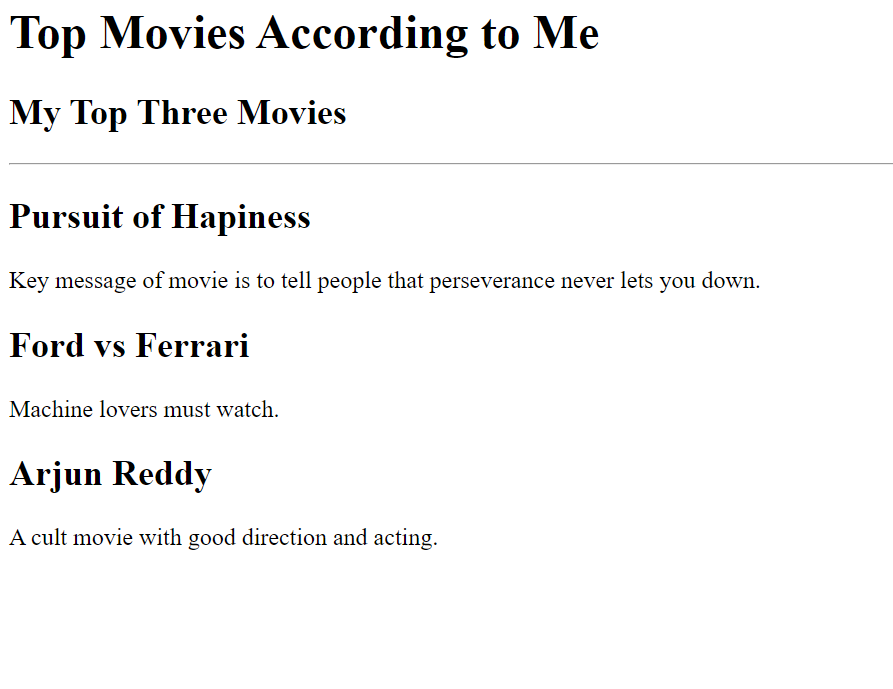 Top Movies According to Me
My Top Three Movies
Pursuit of Hapiness
Key message of movie is to tell people that perseverance never lets you down.
Ford vs Ferrari
Machine lovers must watch.
Arjun Reddy
A cult movie with good direction and acting.